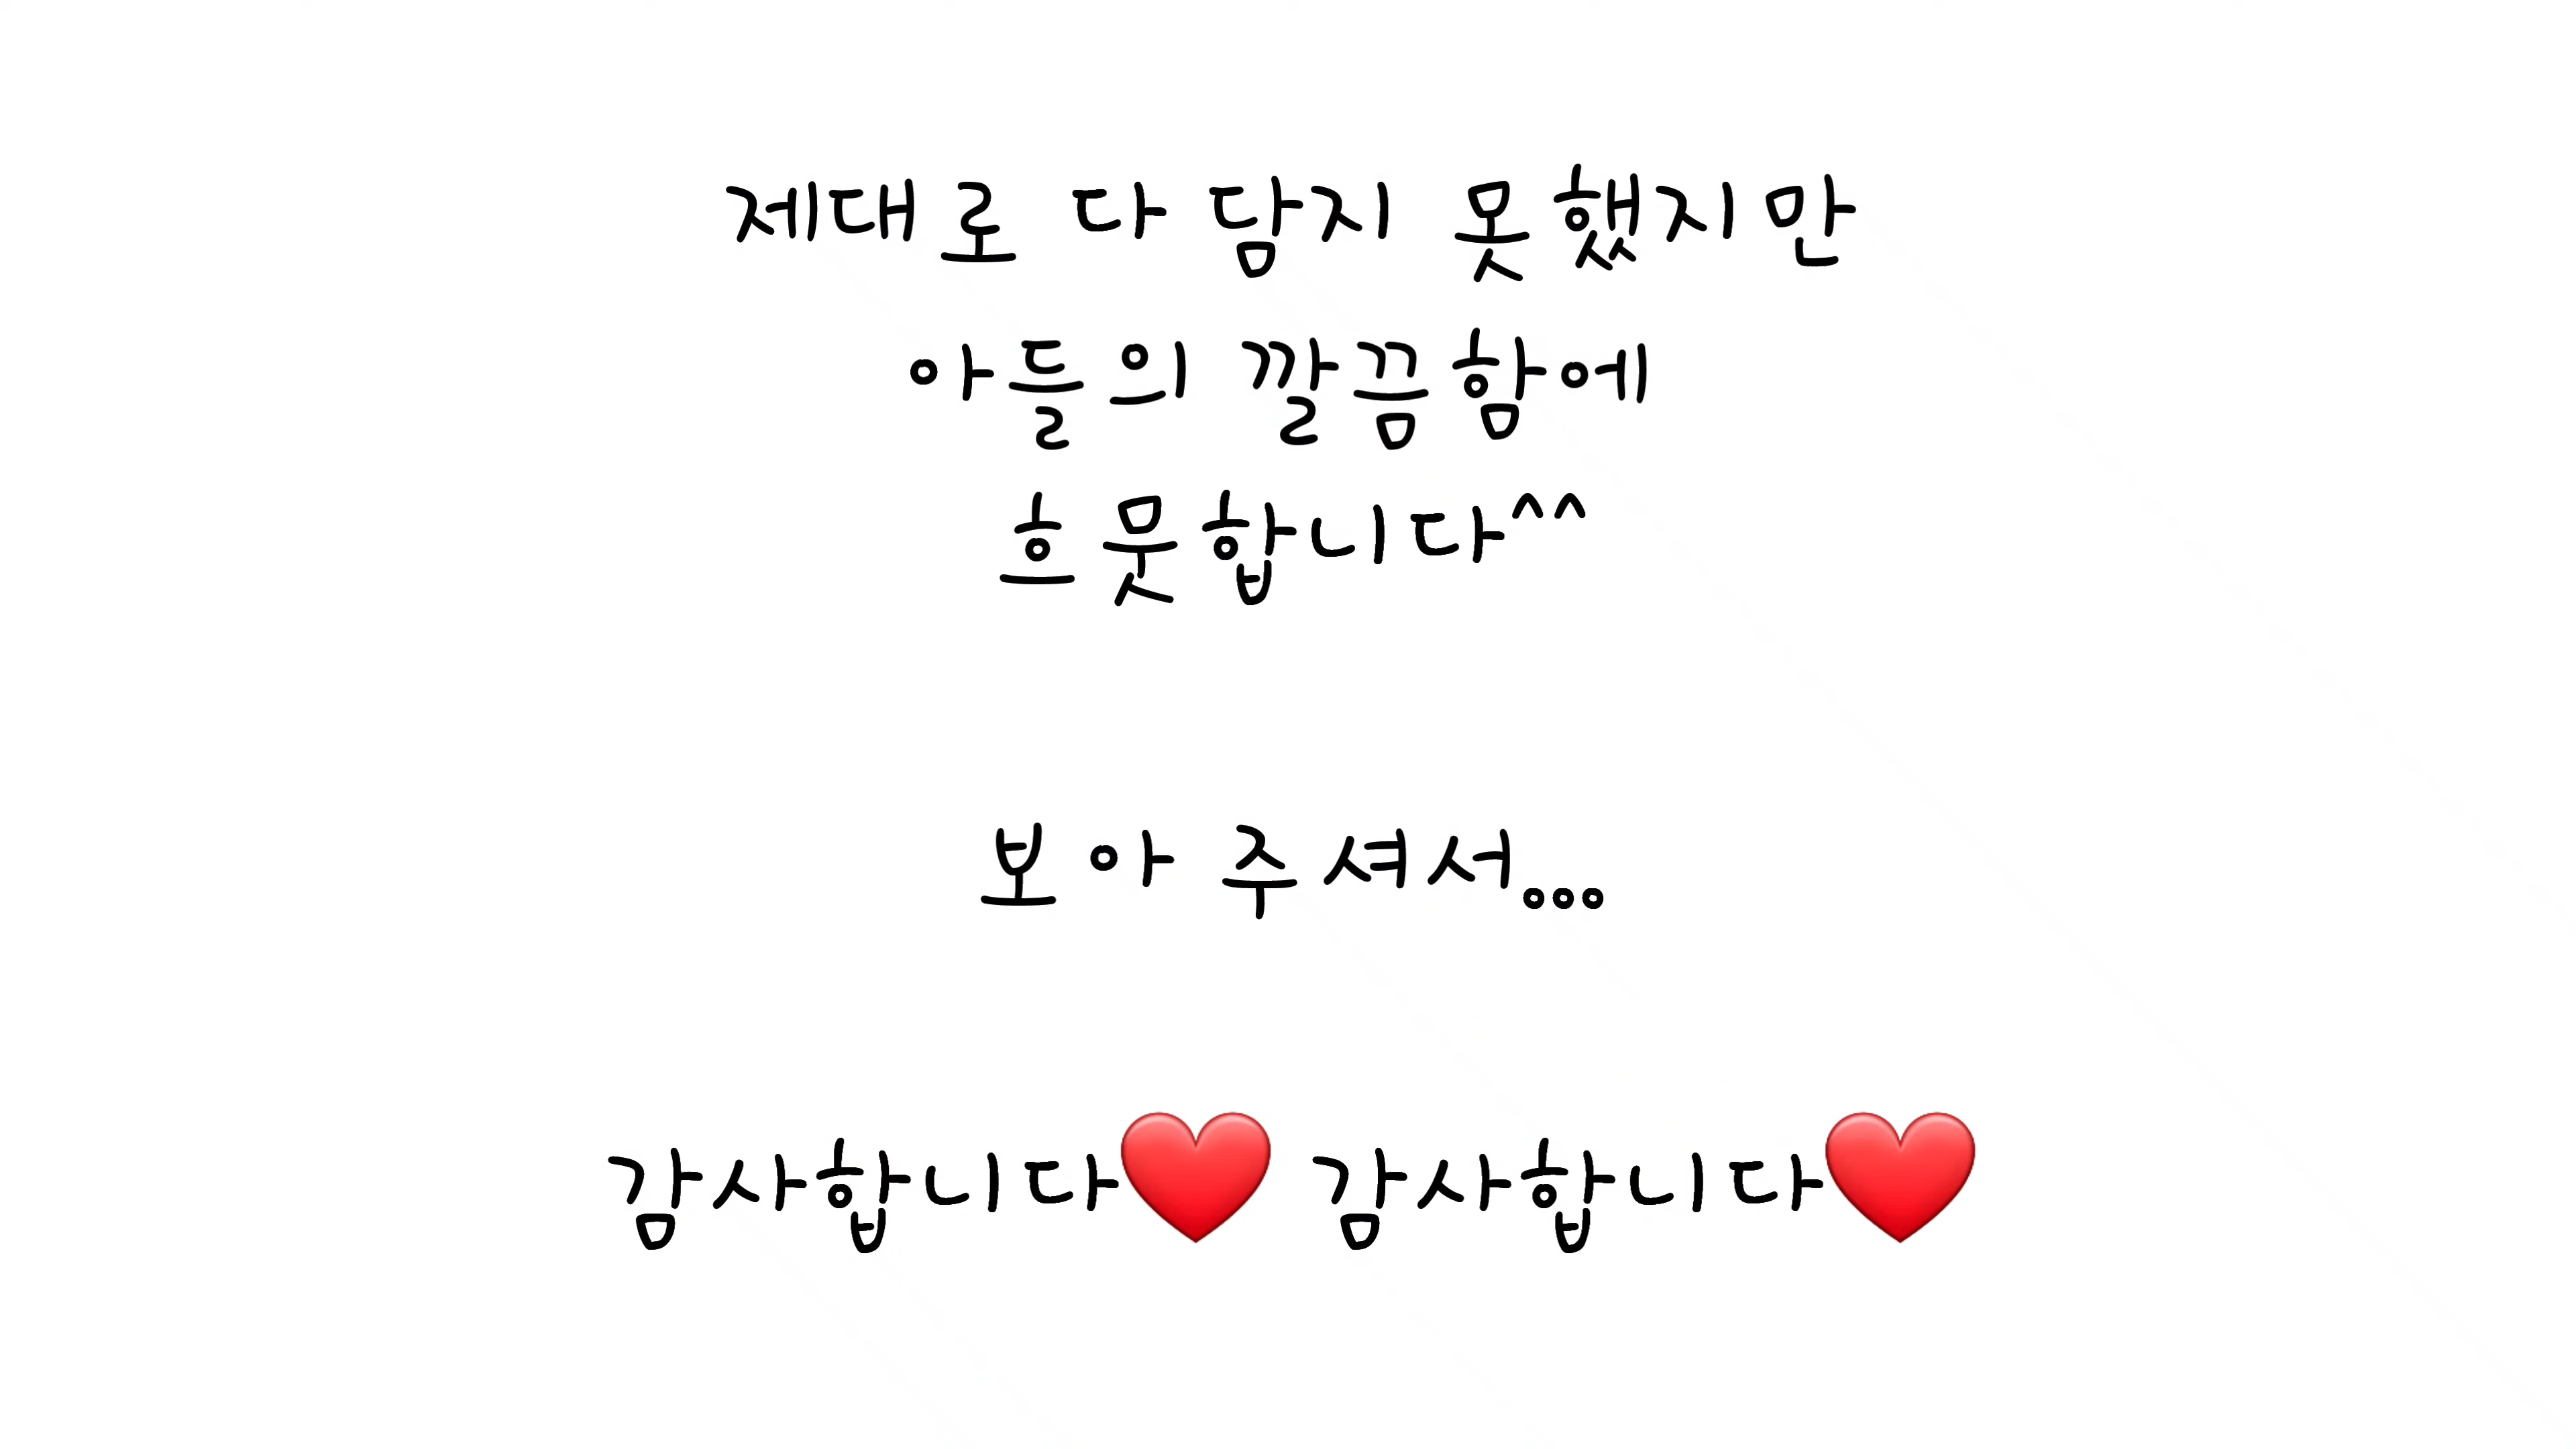 제대로 다 담지 못했지만
아들의 깔끔함에
흐뭇합니다^^
보아 주셔서...
감사합니다❤️ 감사합니다❤️